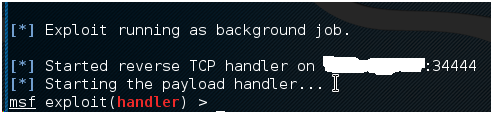 [*] Exploit running as background job.
[*] Started reverse TCP handler on :34444
[*] Starting the payload handler...
msf exploit(handler) >